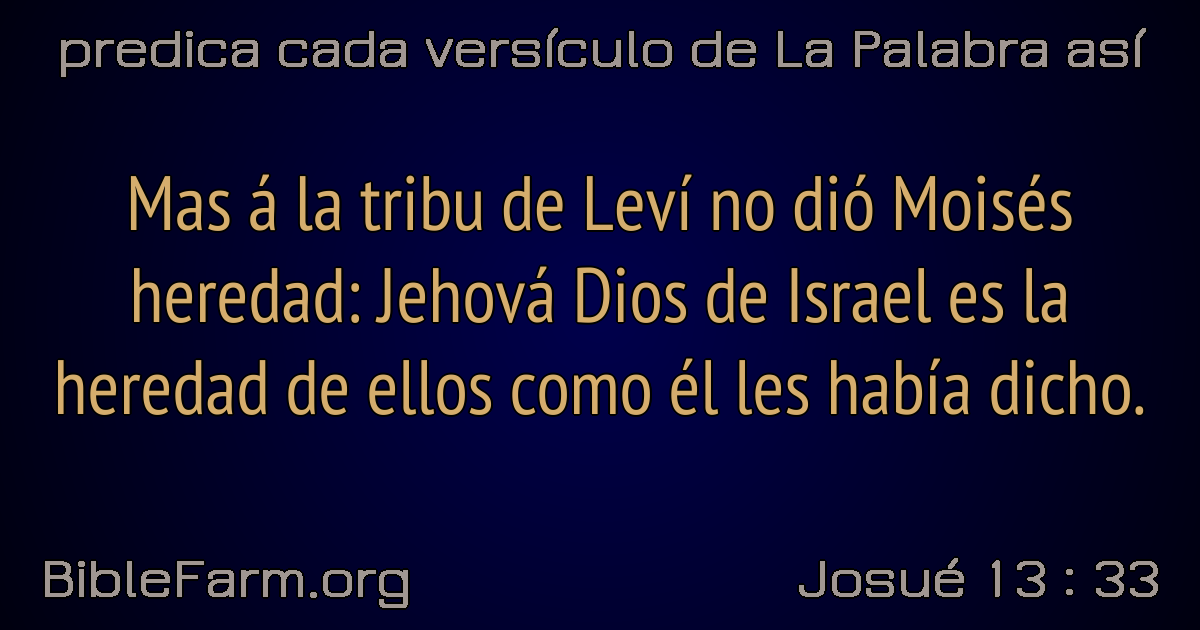 predica cada versículo de La Palabra así
Mas á la tribu de Leví no dió Moisés
heredad: Jehová Dios de Israel es la
heredad de ellos como él les había dicho.
BibleFarm.org
Josué 13 : 33